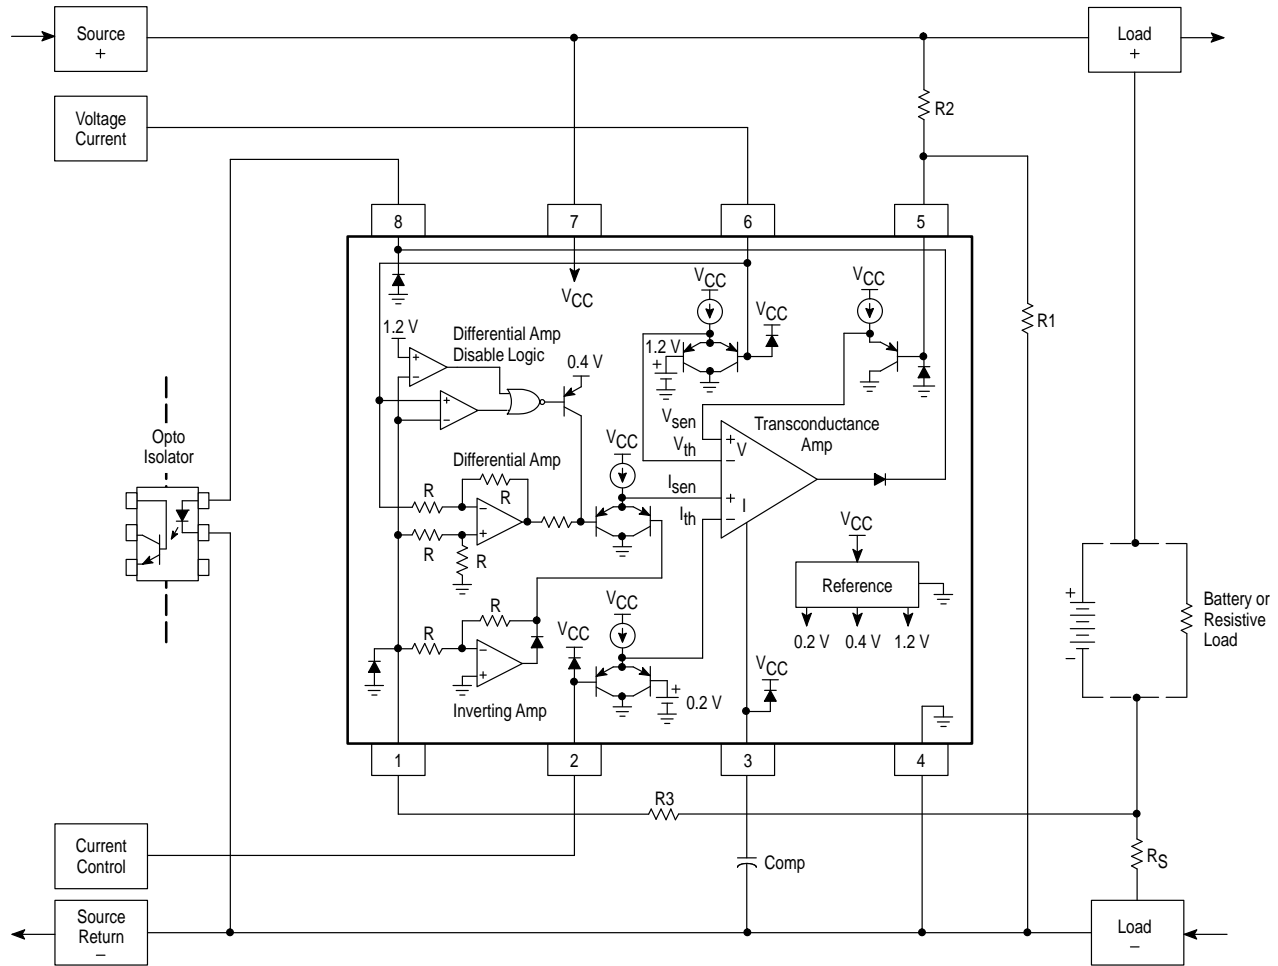 Source
+
Load
+
Voltage
Current
R2
8
7
6
5
VCC
VCC
VCC
VCC
1.2 V
Differential Amp
Disable Logic
0.4 V
1.2 V
+
R1
+
−
+
−
Opto
Isolator
Vsen
Vth
Transconductance
Amp
+
V
−
VCC
Differential Amp
Isen
Ith
+
I
−
R
R
−
+
R
R
VCC
Reference
0.2 V
0.4 V
1.2 V
+
−
Battery or
Resistive
Load
R
R
−
+
VCC
VCC
+
0.2 V
VCC
Inverting Amp
1
2
3
4
R3
Current
Control
Comp
RS
Source
Return
−
Load
−